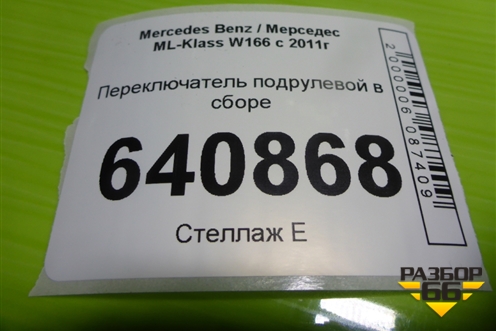 Mercedes Benz / Мерседес
ML-Klass W166 с 2011г
Переключатель подрулевой в
сборе
640868
Стеллаж Е
2000006087409
РАЗБОР
66